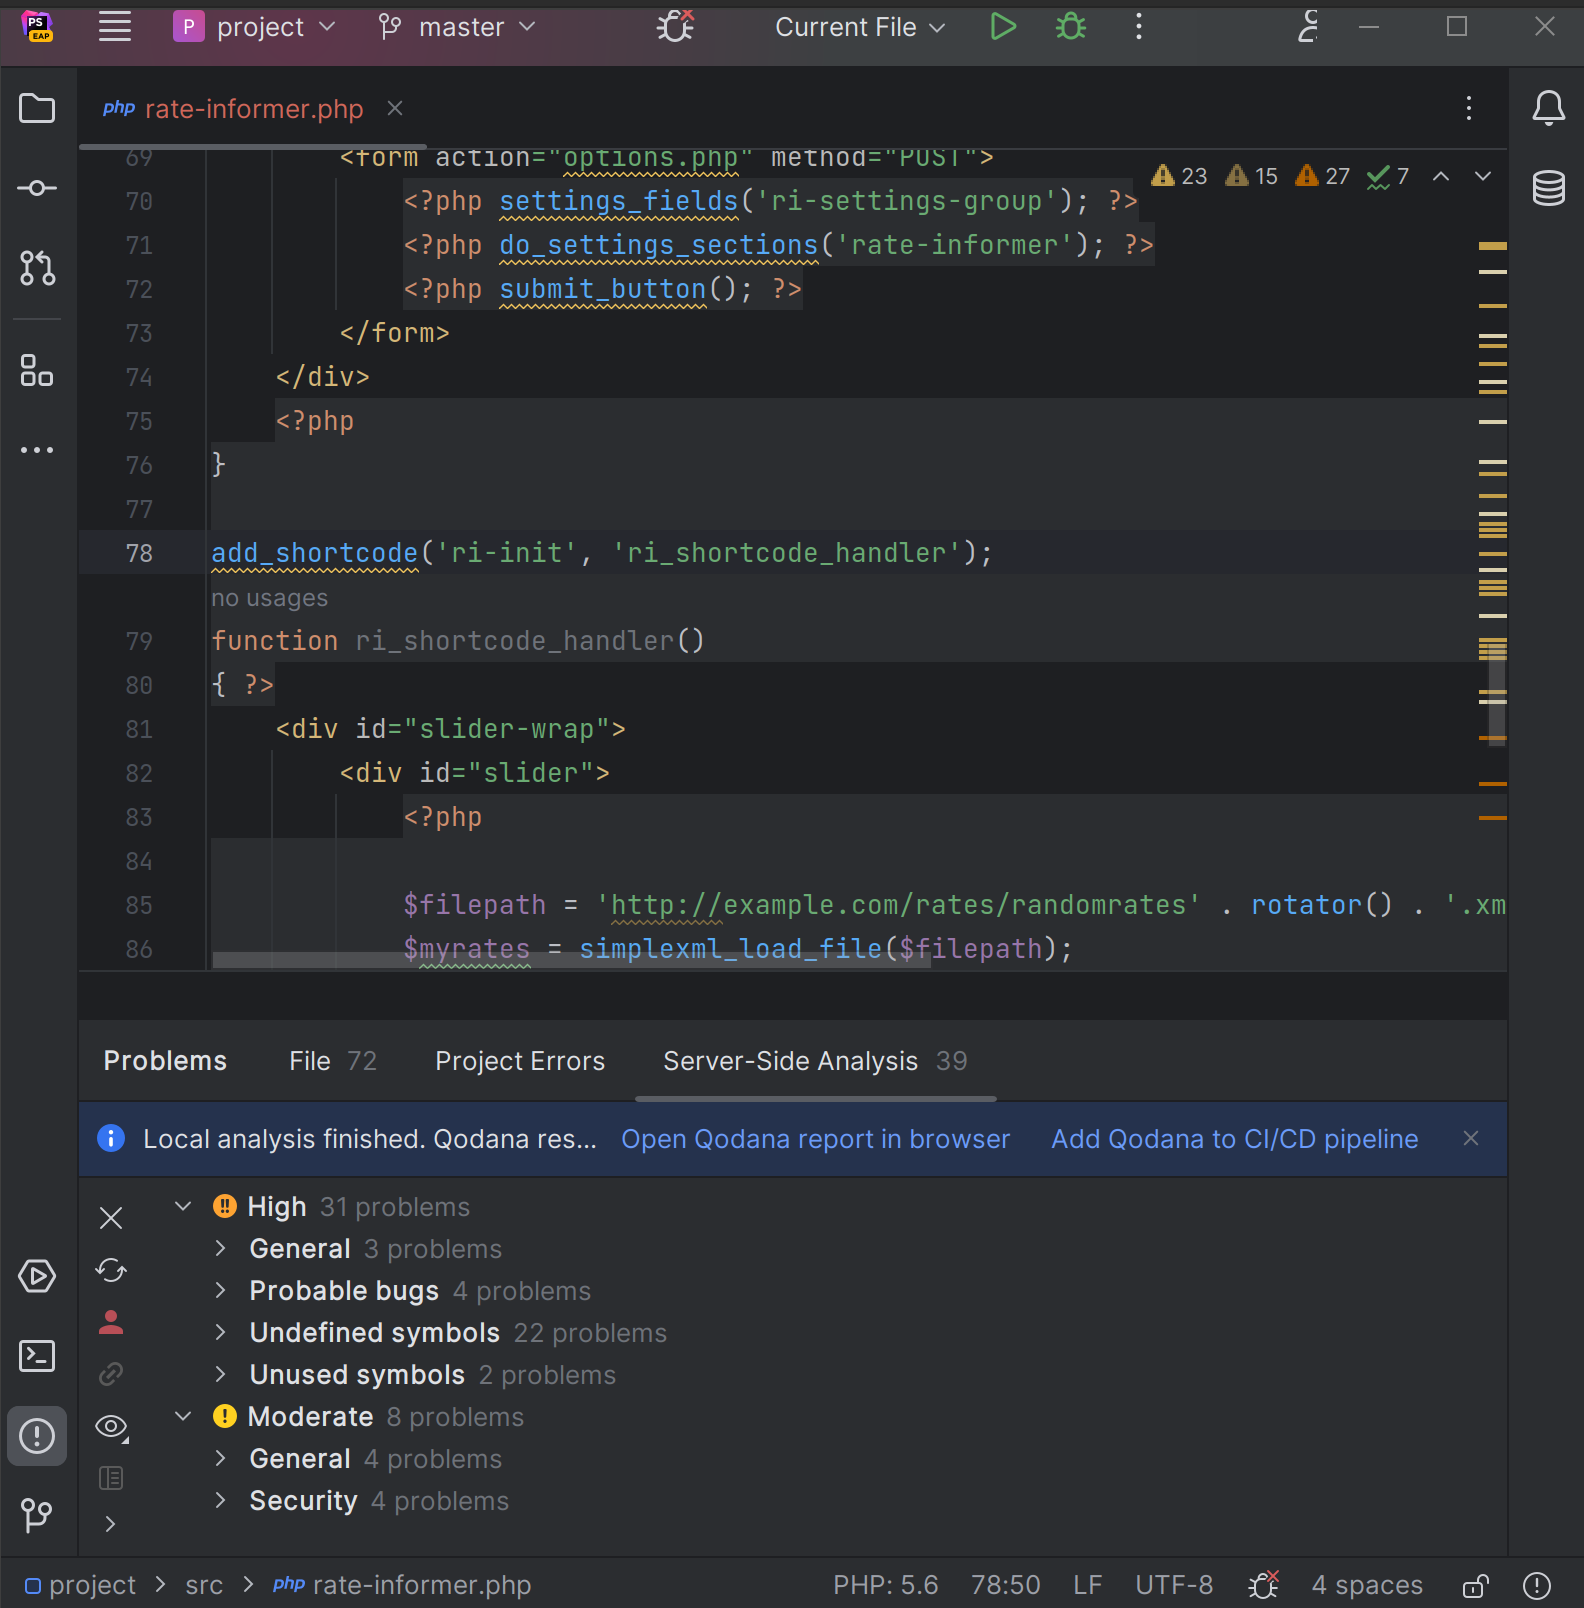 PS
EAP
P project master Current File
php rate-informer.php
23 15 27 7
69 <form action="options.php" method="POST">
70 <?php settings_fields('ri-settings-group'); ?>
71 <?php do_settings_sections('rate-informer'); ?>
72 <?php submit_button(); ?>
73 </form>
74 </div>
75 <?php
76 }
77
78 add_shortcode('ri-init', 'ri_shortcode_handler');
no usages
79 function ri_shortcode_handler()
80 { ?>
81 <div id="slider-wrap">
82 <div id="slider">
83 <?php
84
85 $filepath = 'http://example.com/rates/randomrates' . rotator() . '.xm
86 $myrates = simplexml_load_file($filepath);
Problems File 72 Project Errors Server-Side Analysis 39
Local analysis finished. Qodana res... Open Qodana report in browser Add Qodana to CI/CD pipeline
High 31 problems
General 3 problems
Probable bugs 4 problems
Undefined symbols 22 problems
Unused symbols 2 problems
Moderate 8 problems
General 4 problems
Security 4 problems
project > src > php rate-informer.php PHP: 5.6 78:50 LF UTF-8 4 spaces